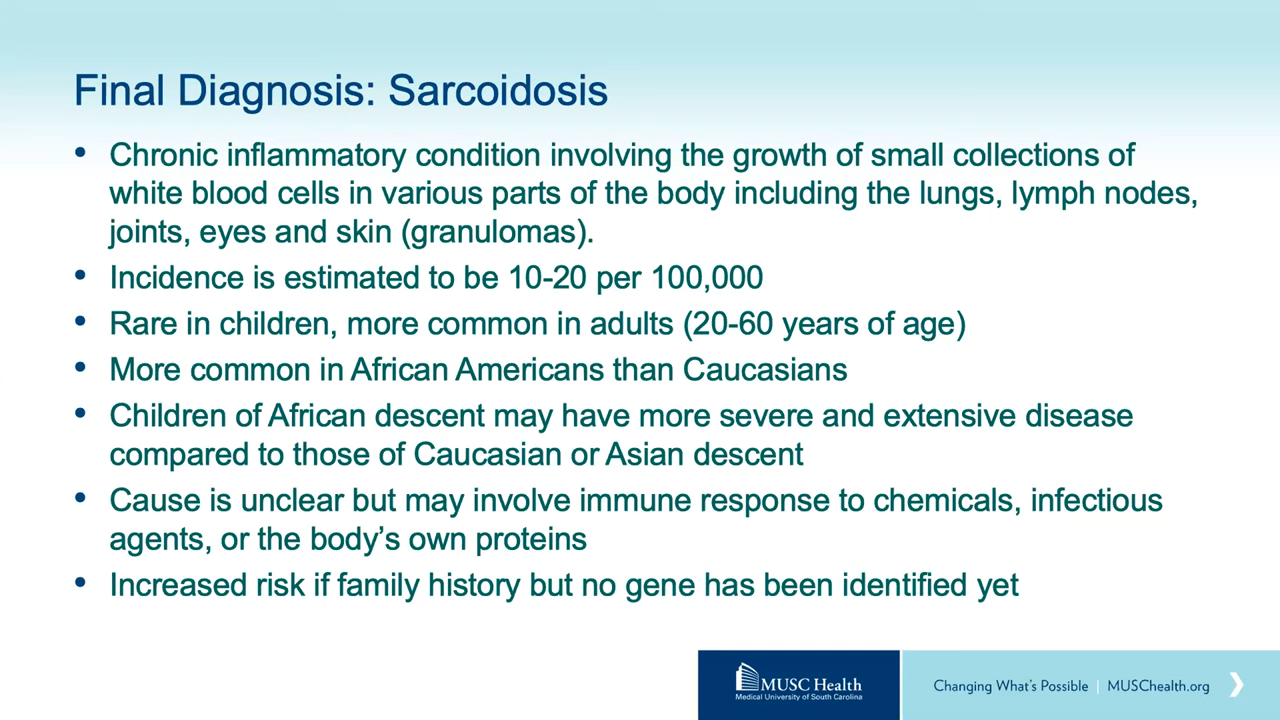 Final Diagnosis: Sarcoidosis
• Chronic inflammatory condition involving the growth of small collections of
white blood cells in various parts of the body including the lungs, lymph nodes,
joints, eyes and skin (granulomas).
• Incidence is estimated to be 10-20 per 100,000
• Rare in children, more common in adults (20-60 years of age)
• More common in African Americans than Caucasians
• Children of African descent may have more severe and extensive disease
compared to those of Caucasian or Asian descent
• Cause is unclear but may involve immune response to chemicals, infectious
agents, or the body’s own proteins
• Increased risk if family history but no gene has been identified yet
MUSC Health
Medical University of South Carolina
Changing What’s Possible | MUSChealth.org